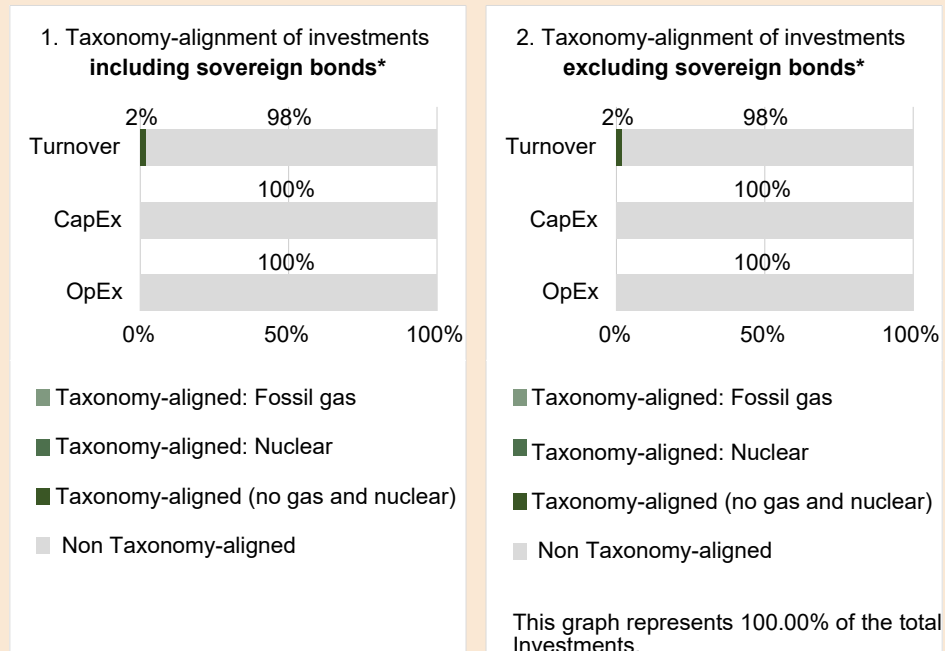 1. Taxonomy-alignment of investments
including sovereign bonds*
2% 98%
Turnover
100%
CapEx
100%
OpEx
0% 50% 100%
Taxonomy-aligned: Fossil gas
Taxonomy-aligned: Nuclear
Taxonomy-aligned (no gas and nuclear)
Non Taxonomy-aligned
2. Taxonomy-alignment of investments
excluding sovereign bonds*
2% 98%
Turnover
100%
CapEx
100%
OpEx
0% 50% 100%
Taxonomy-aligned: Fossil gas
Taxonomy-aligned: Nuclear
Taxonomy-aligned (no gas and nuclear)
Non Taxonomy-aligned
This graph represents 100.00% of the total
Investments.